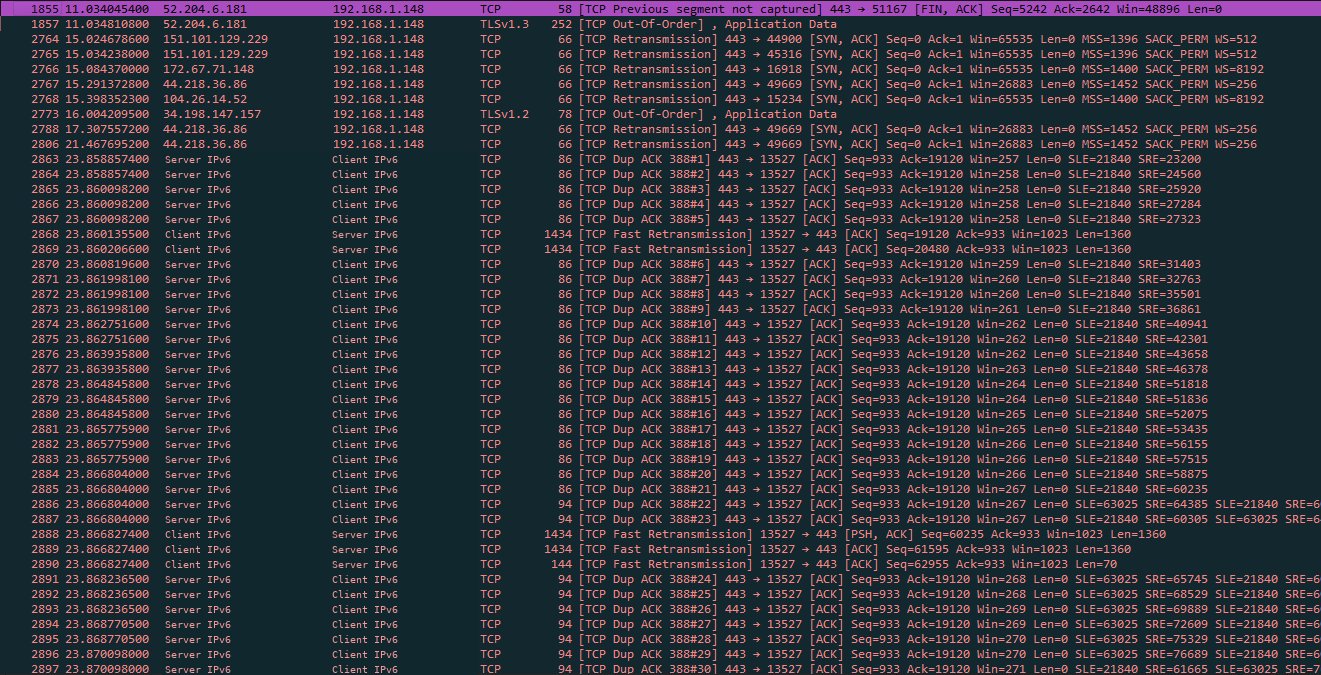 1855 11.034045400 52.204.6.181 192.168.1.148 TCP 58 [TCP Previous segment not captured] 443 → 51167 [FIN, ACK] Seq=5242 Ack=2642 Win=48896 Len=0
1857 11.034810800 52.204.6.181 192.168.1.148 TLSv1.3 252 [TCP Out-Of-Order] , Application Data
2764 15.024678600 151.101.129.229 192.168.1.148 TCP 66 [TCP Retransmission] 443 → 44900 [SYN, ACK] Seq=0 Ack=1 Win=65535 Len=0 MSS=1396 SACK_PERM WS=512
2765 15.034238000 151.101.129.229 192.168.1.148 TCP 66 [TCP Retransmission] 443 → 45316 [SYN, ACK] Seq=0 Ack=1 Win=65535 Len=0 MSS=1396 SACK_PERM WS=512
2766 15.084370000 172.67.71.148 192.168.1.148 TCP 66 [TCP Retransmission] 443 → 16918 [SYN, ACK] Seq=0 Ack=1 Win=65535 Len=0 MSS=1400 SACK_PERM WS=8192
2767 15.291372800 44.218.36.86 192.168.1.148 TCP 66 [TCP Retransmission] 443 → 49669 [SYN, ACK] Seq=0 Ack=1 Win=26883 Len=0 MSS=1452 SACK_PERM WS=256
2768 15.398352300 104.26.14.52 192.168.1.148 TCP 66 [TCP Retransmission] 443 → 15234 [SYN, ACK] Seq=0 Ack=1 Win=65535 Len=0 MSS=1400 SACK_PERM WS=8192
2773 16.004209500 34.198.147.157 192.168.1.148 TLSv1.2 78 [TCP Out-Of-Order] , Application Data
2788 17.307557200 44.218.36.86 192.168.1.148 TCP 66 [TCP Retransmission] 443 → 49669 [SYN, ACK] Seq=0 Ack=1 Win=26883 Len=0 MSS=1452 SACK_PERM WS=256
2806 21.467695200 44.218.36.86 192.168.1.148 TCP 66 [TCP Retransmission] 443 → 49669 [SYN, ACK] Seq=0 Ack=1 Win=26883 Len=0 MSS=1452 SACK_PERM WS=256
2863 23.858857400 Server IPv6 Client IPv6 TCP 86 [TCP Dup ACK 388#1] 443 → 13527 [ACK] Seq=933 Ack=19120 Win=257 Len=0 SLE=21840 SRE=23200
2864 23.858857400 Server IPv6 Client IPv6 TCP 86 [TCP Dup ACK 388#2] 443 → 13527 [ACK] Seq=933 Ack=19120 Win=258 Len=0 SLE=21840 SRE=24560
2865 23.860098200 Server IPv6 Client IPv6 TCP 86 [TCP Dup ACK 388#3] 443 → 13527 [ACK] Seq=933 Ack=19120 Win=258 Len=0 SLE=21840 SRE=25920
2866 23.860098200 Server IPv6 Client IPv6 TCP 86 [TCP Dup ACK 388#4] 443 → 13527 [ACK] Seq=933 Ack=19120 Win=258 Len=0 SLE=21840 SRE=27284
2867 23.860098200 Server IPv6 Client IPv6 TCP 86 [TCP Dup ACK 388#5] 443 → 13527 [ACK] Seq=933 Ack=19120 Win=258 Len=0 SLE=21840 SRE=27323
2868 23.860135500 Client IPv6 Server IPv6 TCP 1434 [TCP Fast Retransmission] 13527 → 443 [ACK] Seq=19120 Ack=933 Win=1023 Len=1360
2869 23.860206600 Client IPv6 Server IPv6 TCP 1434 [TCP Fast Retransmission] 13527 → 443 [ACK] Seq=20480 Ack=933 Win=1023 Len=1360
2870 23.860819600 Server IPv6 Client IPv6 TCP 86 [TCP Dup ACK 388#6] 443 → 13527 [ACK] Seq=933 Ack=19120 Win=259 Len=0 SLE=21840 SRE=31403
2871 23.861998100 Server IPv6 Client IPv6 TCP 86 [TCP Dup ACK 388#7] 443 → 13527 [ACK] Seq=933 Ack=19120 Win=260 Len=0 SLE=21840 SRE=32763
2872 23.861998100 Server IPv6 Client IPv6 TCP 86 [TCP Dup ACK 388#8] 443 → 13527 [ACK] Seq=933 Ack=19120 Win=260 Len=0 SLE=21840 SRE=35501
2873 23.861998100 Server IPv6 Client IPv6 TCP 86 [TCP Dup ACK 388#9] 443 → 13527 [ACK] Seq=933 Ack=19120 Win=261 Len=0 SLE=21840 SRE=36861
2874 23.862751600 Server IPv6 Client IPv6 TCP 86 [TCP Dup ACK 388#10] 443 → 13527 [ACK] Seq=933 Ack=19120 Win=262 Len=0 SLE=21840 SRE=40941
2875 23.862751600 Server IPv6 Client IPv6 TCP 86 [TCP Dup ACK 388#11] 443 → 13527 [ACK] Seq=933 Ack=19120 Win=262 Len=0 SLE=21840 SRE=42301
2876 23.863935800 Server IPv6 Client IPv6 TCP 86 [TCP Dup ACK 388#12] 443 → 13527 [ACK] Seq=933 Ack=19120 Win=262 Len=0 SLE=21840 SRE=43658
2877 23.863935800 Server IPv6 Client IPv6 TCP 86 [TCP Dup ACK 388#13] 443 → 13527 [ACK] Seq=933 Ack=19120 Win=263 Len=0 SLE=21840 SRE=46378
2878 23.864845800 Server IPv6 Client IPv6 TCP 86 [TCP Dup ACK 388#14] 443 → 13527 [ACK] Seq=933 Ack=19120 Win=264 Len=0 SLE=21840 SRE=51818
2879 23.864845800 Server IPv6 Client IPv6 TCP 86 [TCP Dup ACK 388#15] 443 → 13527 [ACK] Seq=933 Ack=19120 Win=264 Len=0 SLE=21840 SRE=51836
2880 23.864845800 Server IPv6 Client IPv6 TCP 86 [TCP Dup ACK 388#16] 443 → 13527 [ACK] Seq=933 Ack=19120 Win=265 Len=0 SLE=21840 SRE=52075
2881 23.865775900 Server IPv6 Client IPv6 TCP 86 [TCP Dup ACK 388#17] 443 → 13527 [ACK] Seq=933 Ack=19120 Win=265 Len=0 SLE=21840 SRE=53435
2882 23.865775900 Server IPv6 Client IPv6 TCP 86 [TCP Dup ACK 388#18] 443 → 13527 [ACK] Seq=933 Ack=19120 Win=266 Len=0 SLE=21840 SRE=56155
2883 23.865775900 Server IPv6 Client IPv6 TCP 86 [TCP Dup ACK 388#19] 443 → 13527 [ACK] Seq=933 Ack=19120 Win=266 Len=0 SLE=21840 SRE=57515
2884 23.866804000 Server IPv6 Client IPv6 TCP 86 [TCP Dup ACK 388#20] 443 → 13527 [ACK] Seq=933 Ack=19120 Win=266 Len=0 SLE=21840 SRE=58875
2885 23.866804000 Server IPv6 Client IPv6 TCP 86 [TCP Dup ACK 388#21] 443 → 13527 [ACK] Seq=933 Ack=19120 Win=267 Len=0 SLE=21840 SRE=60235
2886 23.866804000 Server IPv6 Client IPv6 TCP 94 [TCP Dup ACK 388#22] 443 → 13527 [ACK] Seq=933 Ack=19120 Win=267 Len=0 SLE=63025 SRE=64385 SLE=21840
2887 23.866804000 Server IPv6 Client IPv6 TCP 94 [TCP Dup ACK 388#23] 443 → 13527 [ACK] Seq=933 Ack=19120 Win=267 Len=0 SLE=21840 SRE=60305 SLE=63025
2888 23.866827400 Client IPv6 Server IPv6 TCP 1434 [TCP Fast Retransmission] 13527 → 443 [PSH, ACK] Seq=60235 Ack=933 Win=1023 Len=1360
2889 23.866827400 Client IPv6 Server IPv6 TCP 1434 [TCP Fast Retransmission] 13527 → 443 [ACK] Seq=61595 Ack=933 Win=1023 Len=1360
2890 23.866827400 Client IPv6 Server IPv6 TCP 144 [TCP Fast Retransmission] 13527 → 443 [ACK] Seq=62955 Ack=933 Win=1023 Len=70
2891 23.868236500 Server IPv6 Client IPv6 TCP 94 [TCP Dup ACK 388#24] 443 → 13527 [ACK] Seq=933 Ack=19120 Win=268 Len=0 SLE=63025 SRE=65745 SLE=21840
2892 23.868236500 Server IPv6 Client IPv6 TCP 94 [TCP Dup ACK 388#25] 443 → 13527 [ACK] Seq=933 Ack=19120 Win=268 Len=0 SLE=63025 SRE=68529 SLE=21840
2893 23.868236500 Server IPv6 Client IPv6 TCP 94 [TCP Dup ACK 388#26] 443 → 13527 [ACK] Seq=933 Ack=19120 Win=269 Len=0 SLE=63025 SRE=69889 SLE=21840
2894 23.868770500 Server IPv6 Client IPv6 TCP 94 [TCP Dup ACK 388#27] 443 → 13527 [ACK] Seq=933 Ack=19120 Win=269 Len=0 SLE=63025 SRE=72609 SLE=21840
2895 23.868770500 Server IPv6 Client IPv6 TCP 94 [TCP Dup ACK 388#28] 443 → 13527 [ACK] Seq=933 Ack=19120 Win=270 Len=0 SLE=63025 SRE=75329 SLE=21840
2896 23.870098000 Server IPv6 Client IPv6 TCP 94 [TCP Dup ACK 388#29] 443 → 13527 [ACK] Seq=933 Ack=19120 Win=270 Len=0 SLE=63025 SRE=76689 SLE=21840
2897 23.870098000 Server IPv6 Client IPv6 TCP 94 [TCP Dup ACK 388#30] 443 → 13527 [ACK] Seq=933 Ack=19120 Win=271 Len=0 SLE=21840 SRE=61665 SLE=63025